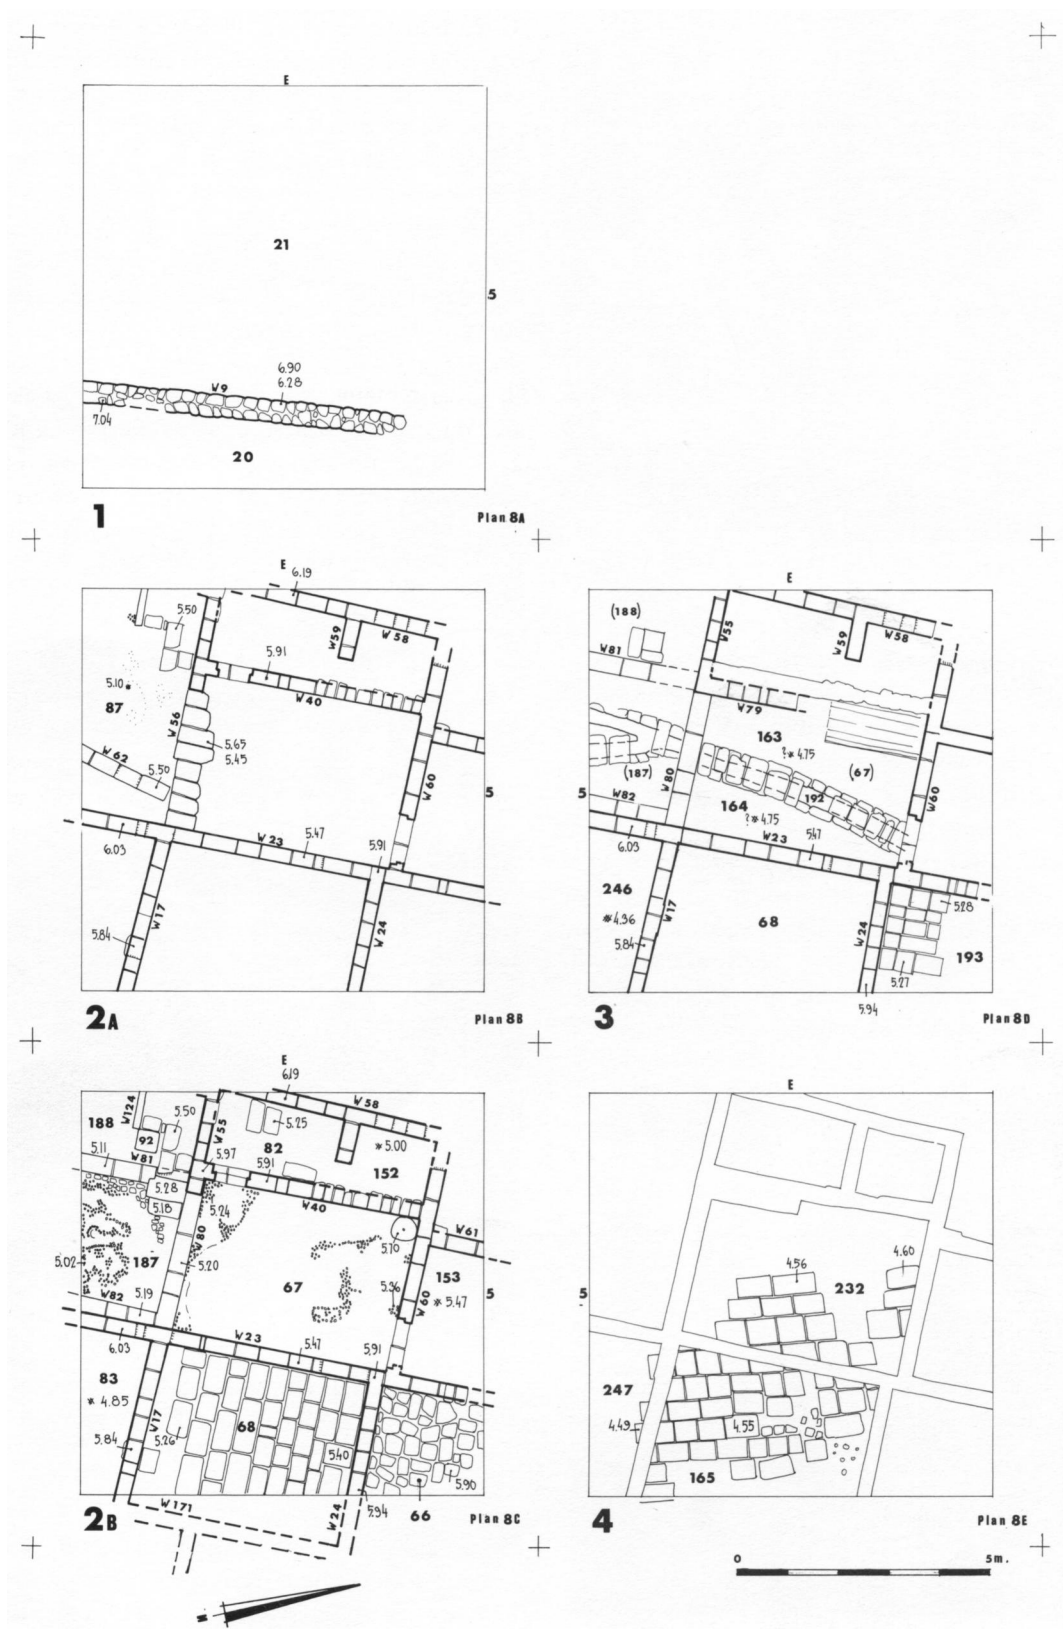 E
21
5
6.90
W9
6.28
7.04
20
1
Plan 8A
E
6.19
5.50
W59
W58
5.91
5.10
87
W40
W56
5.65
5.45
W62
5.50
W60
5
6.03
W23
5.47
5.91
W17
5.84
W24
2A
Plan 8B
E
(188)
W55
W59
W58
W81
W79
163
?※4.75
(67)
(187)
W80
192
W60
5
W82
164
?※4.75
6.03
W23
5.47
246
※4.36
W17
68
5.28
5.84
W24
193
5.27
5.94
3
Plan 8D
E
6.19
W58
W124
5.50
188
W55
5.25
92
82
※5.00
5.11
W81
5.97
5.91
152
5.28
W40
5.18
5.24
W80
5.10
W61
5.02
187
5.20
67
5.36
153
※5.47
W60
5
W82
5.19
6.03
W23
5.47
5.91
83
※4.85
W17
68
5.84
5.26
5.40
5.90
W171
W24
5.94
66
2B
Plan 8C
N
E
4.60
4.56
232
5
247
4.49
4.55
165
4
Plan 8E
0
5m.